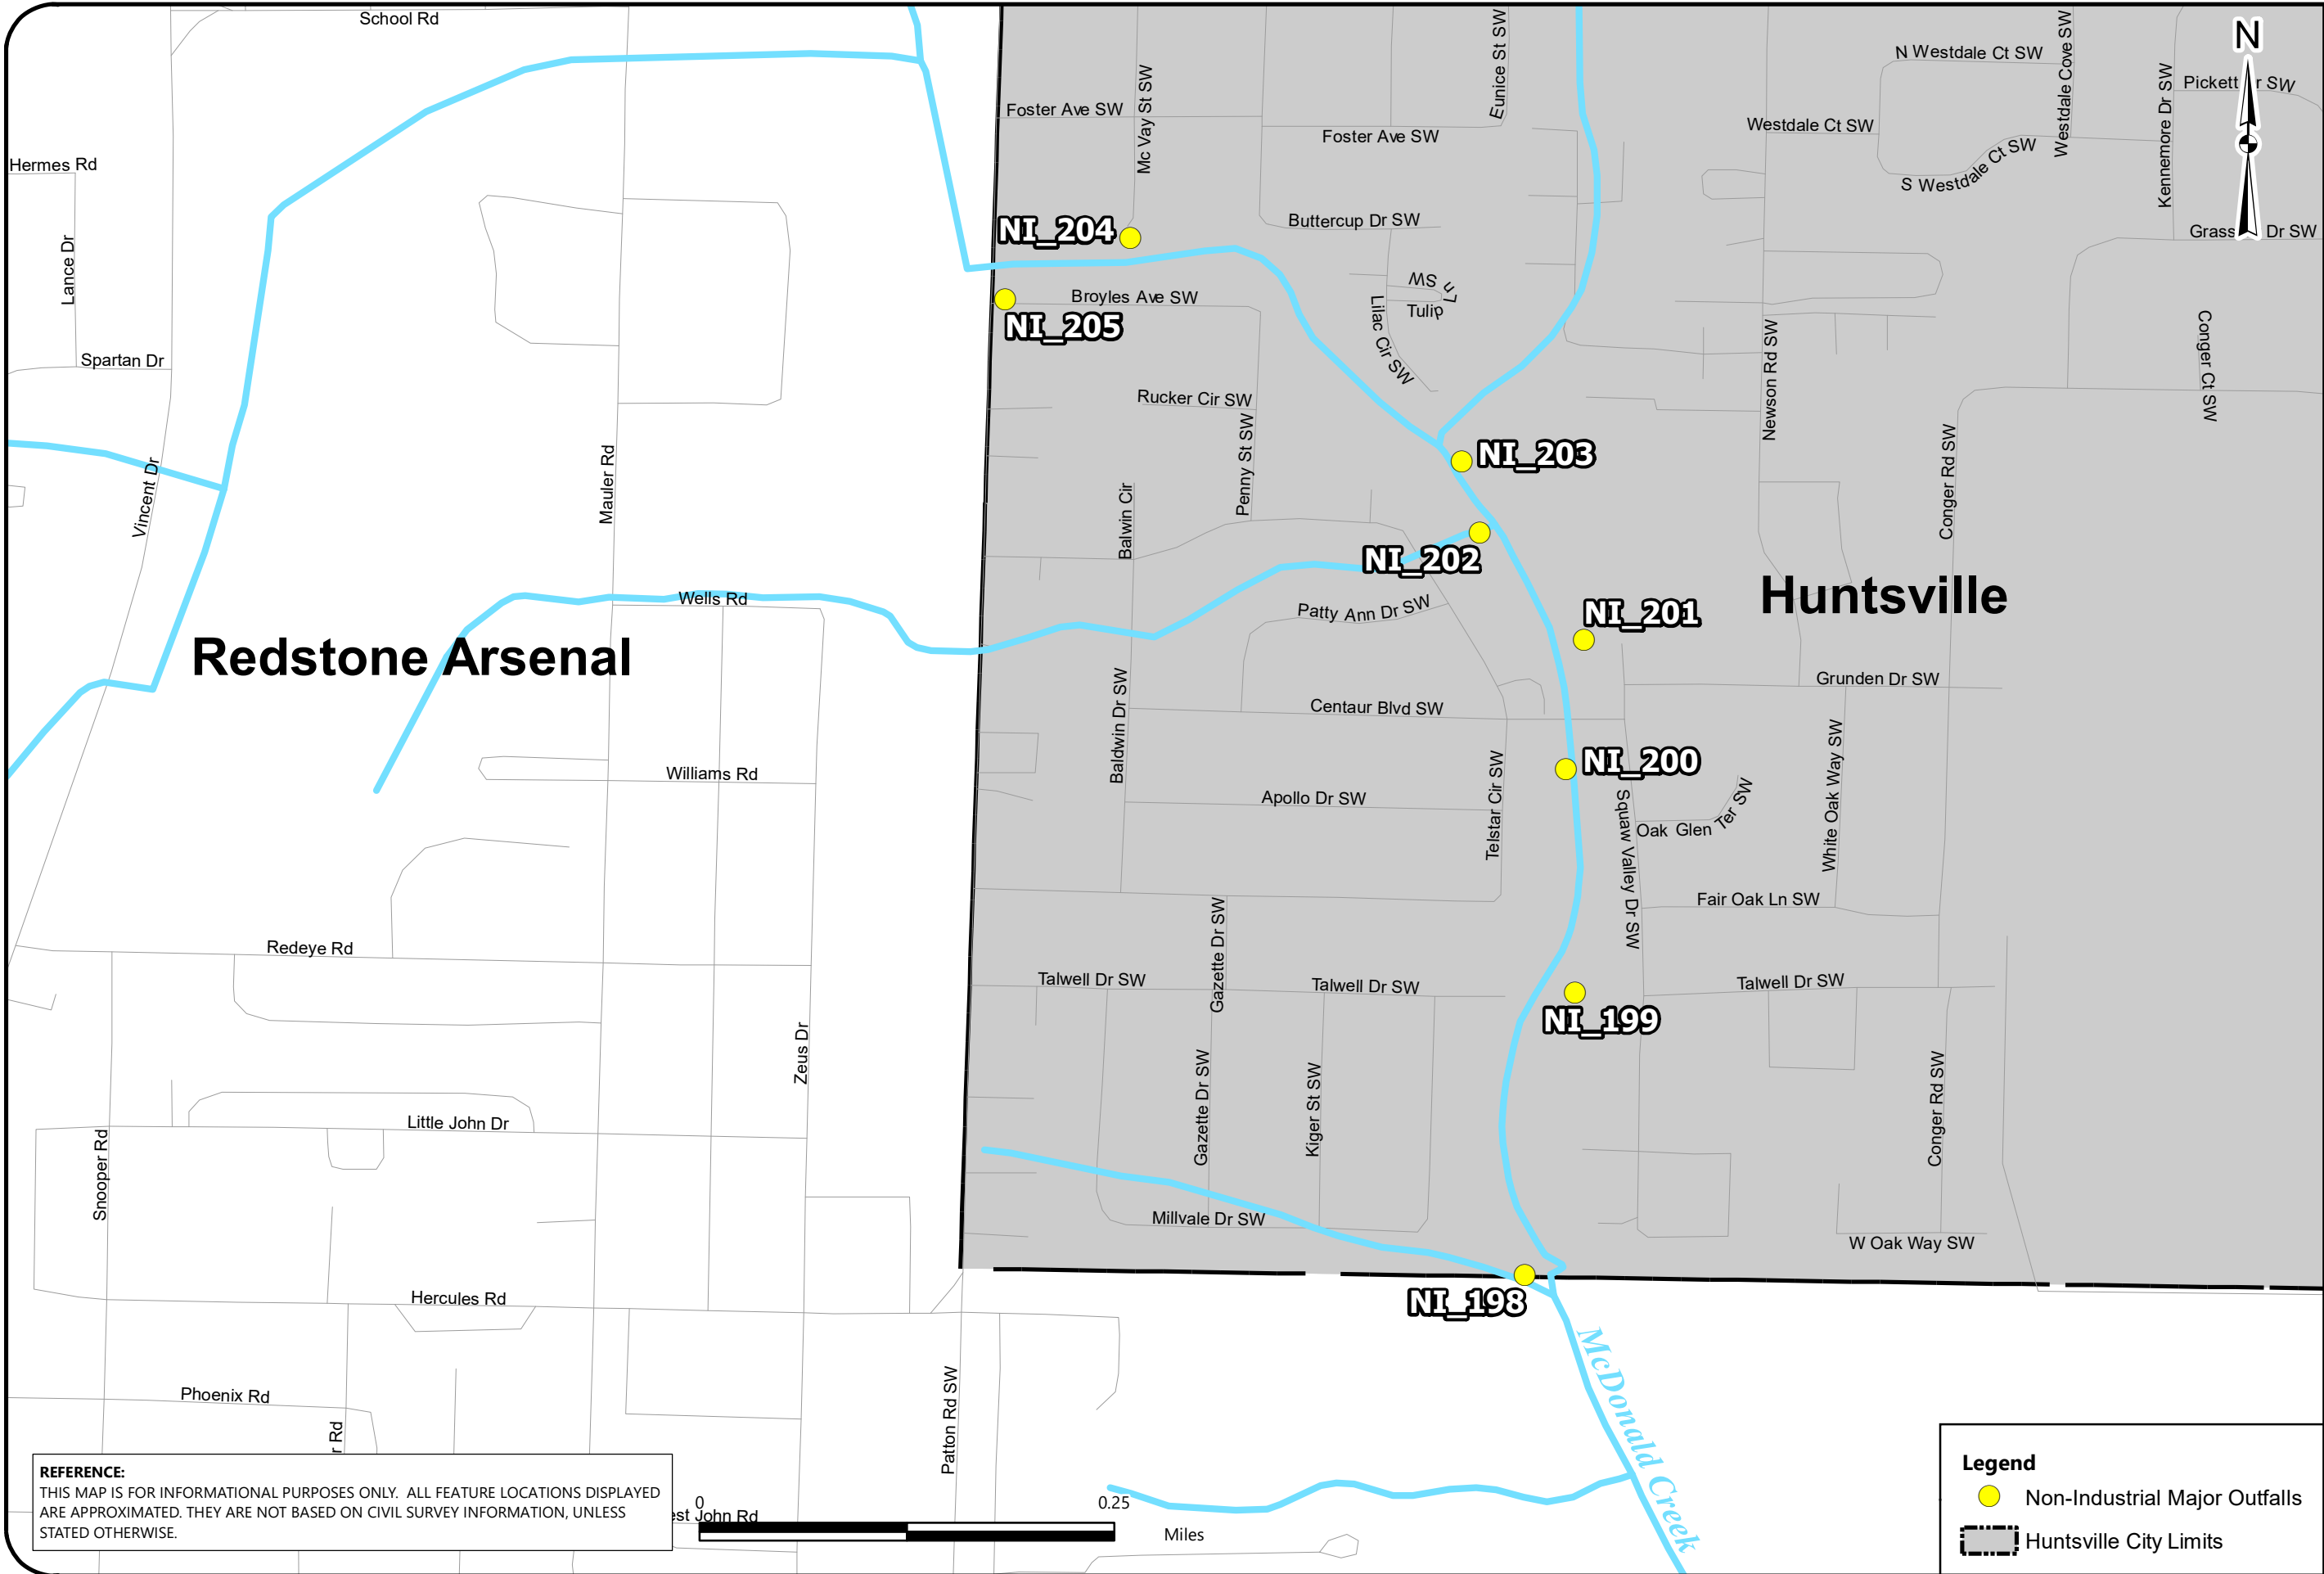 School Rd
N
N Westdale Ct SW
Westdale Cove SW
Eunice St SW
Mc Vay St SW
Kennemore Dr SW
Foster Ave SW
Foster Ave SW
Westdale Ct SW
S Westdale Ct SW
Hermes Rd
Lance Dr
NI_204
Buttercup Dr SW
Dr SW
Ln SW
Tulip
Broyles Ave SW
NI_205
Lilac Cir SW
Newson Rd SW
Conger Ct SW
Spartan Dr
Rucker Cir SW
Penny St SW
NI_203
Conger Rd SW
Mauler Rd
Vincent Dr
Balwin Cir
NI_202
Wells Rd
Patty Ann Dr SW
NI_201
Huntsville
Redstone Arsenal
Grunden Dr SW
Centaur Blvd SW
Baldwin Dr SW
NI_200
White Oak Way SW
Williams Rd
Apollo Dr SW
Telstar Cir SW
Squaw Valley Dr SW
Oak Glen Ter SW
Fair Oak Ln SW
Redeye Rd
Gazette Dr SW
Talwell Dr SW
Talwell Dr SW
Talwell Dr SW
NI_199
Zeus Dr
Gazette Dr SW
Kiger St SW
Conger Rd SW
Little John Dr
Snooper Rd
Millvale Dr SW
W Oak Way SW
Hercules Rd
NI_198
McDonald Creek
Phoenix Rd
r Rd
Patton Rd SW
REFERENCE:
THIS MAP IS FOR INFORMATIONAL PURPOSES ONLY. ALL FEATURE LOCATIONS DISPLAYED
ARE APPROXIMATED. THEY ARE NOT BASED ON CIVIL SURVEY INFORMATION, UNLESS
STATED OTHERWISE.
est John Rd
0
0.25
Miles
Legend
Non-Industrial Major Outfalls
Huntsville City Limits